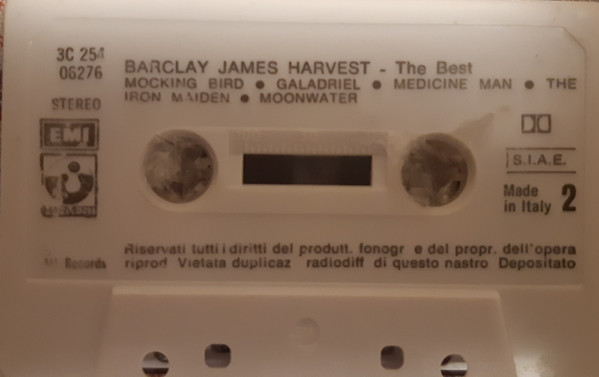 3C 254
06276
STEREO
EMI
BARCLAY JAMES HARVEST - The Best
MOCKING BIRD ● GALADRIEL ● MEDICINE MAN ● THE
IRON MAIDEN ● MOONWATER
S.I.A.E.
Made
in Italy 2
Records
Riservati tutti i diritti del produtt. fonogr e del propr. dell'opera
riprod Vietata duplicaz radiodiff di questo nastro Depositato